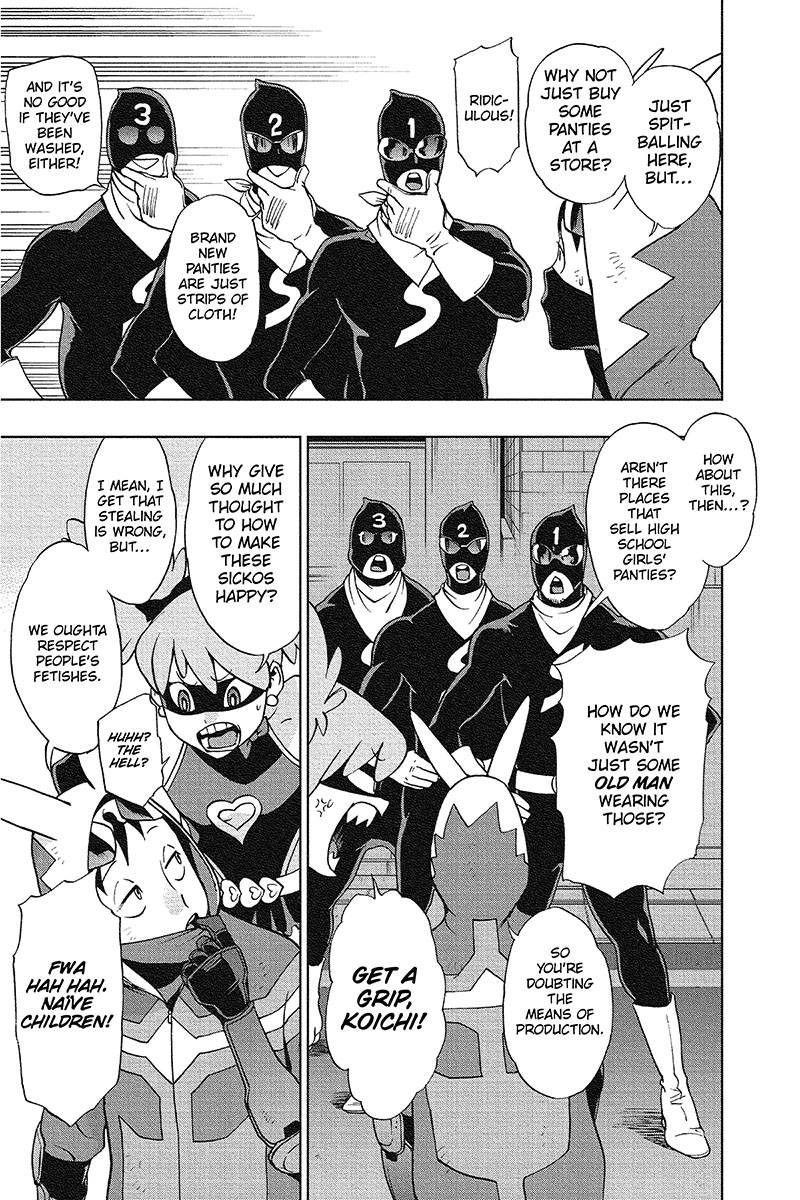 JUST
SPIT-
BALLING
HERE,
BUT...
WHY NOT
JUST BUY
SOME
PANTIES
AT A
STORE?
RIDIC-
ULOUS!
1
2
3
BRAND
NEW
PANTIES
ARE JUST
STRIPS OF
CLOTH!
AND IT'S
NO GOOD
IF THEY'VE
BEEN
WASHED,
EITHER!
S
S
HOW
ABOUT
THIS,
THEN...?
AREN'T
THERE
PLACES
THAT
SELL HIGH
SCHOOL
GIRLS'
PANTIES?
1
2
3
HOW DO WE
KNOW IT
WASN'T
JUST SOME
OLD MAN
WEARING
THOSE?
SO
YOU'RE
DOUBTING
THE
MEANS OF
PRODUCTION.
GET A
GRIP,
KOICHI!
WHY GIVE
SO MUCH
THOUGHT
TO HOW
TO MAKE
THESE
SICKOS
HAPPY?
I MEAN, I
GET THAT
STEALING
IS WRONG,
BUT...
WE OUGHTA
RESPECT
PEOPLE'S
FETISHES.
HUHH?
THE
HELL?
FWA
HAH HAH.
NAÏVE
CHILDREN!